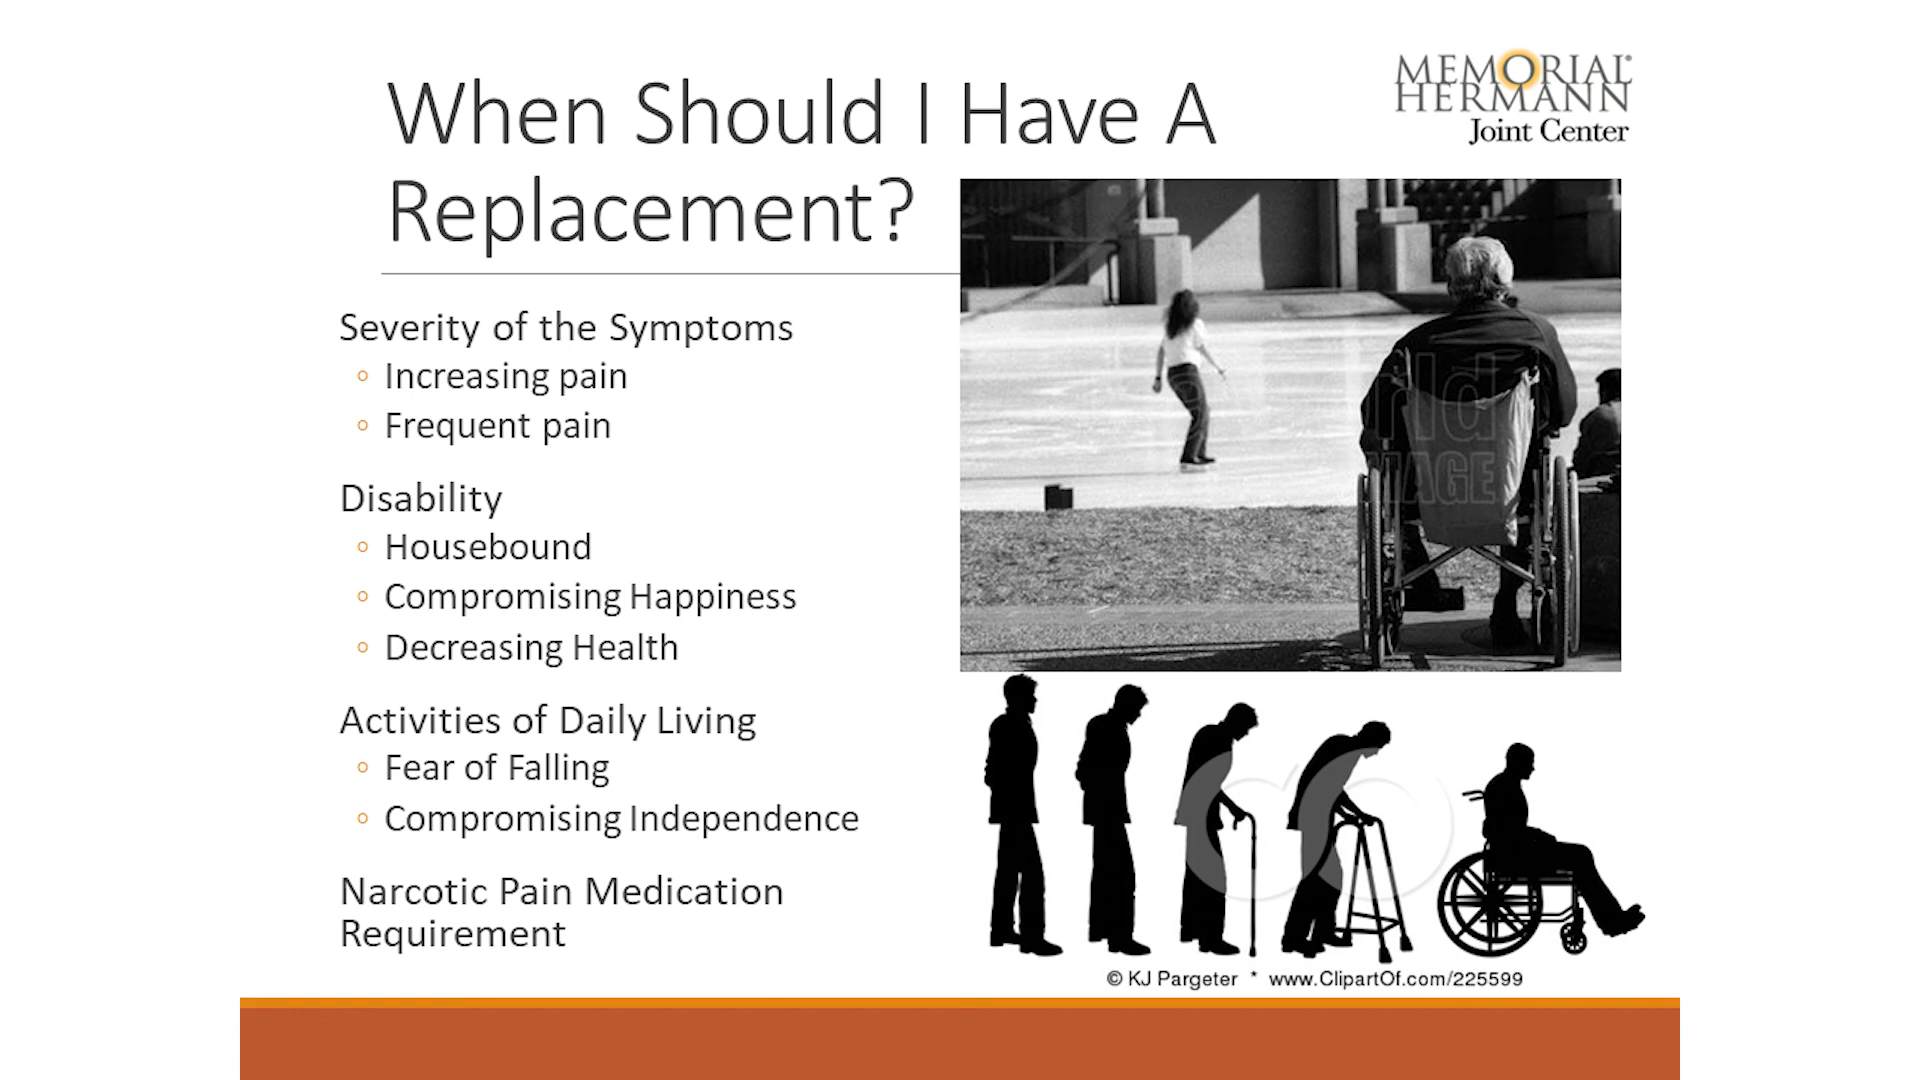 When Should I Have A
Replacement?
MEMORIAL®
HERMANN
Joint Center
Severity of the Symptoms
Increasing pain
Frequent pain
Disability
Housebound
Compromising Happiness
Decreasing Health
Activities of Daily Living
Fear of Falling
Compromising Independence
Narcotic Pain Medication
Requirement
© KJ Pargeter * www.ClipartOf.com/225599